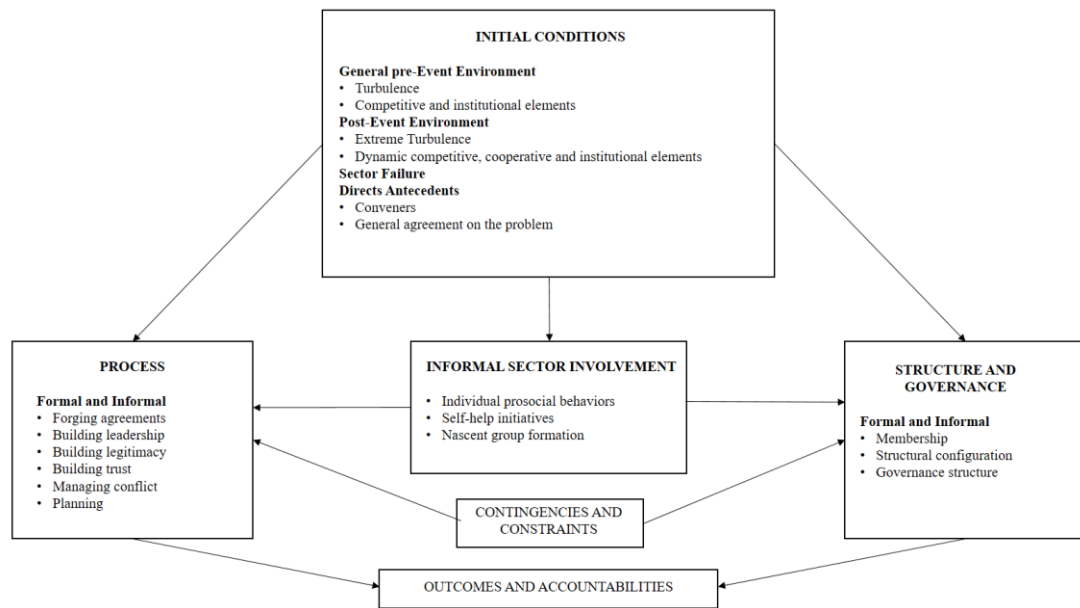 INITIAL CONDITIONS
General pre-Event Environment
• Turbulence
• Competitive and institutional elements
Post-Event Environment
• Extreme Turbulence
• Dynamic competitive, cooperative and institutional elements
Sector Failure
Directs Antecedents
• Conveners
• General agreement on the problem
PROCESS
Formal and Informal
• Forging agreements
• Building leadership
• Building legitimacy
• Building trust
• Managing conflict
• Planning
INFORMAL SECTOR INVOLVEMENT
• Individual prosocial behaviors
• Self-help initiatives
• Nascent group formation
STRUCTURE AND
GOVERNANCE
Formal and Informal
• Membership
• Structural configuration
• Governance structure
CONTINGENCIES AND
CONSTRAINTS
OUTCOMES AND ACCOUNTABILITIES